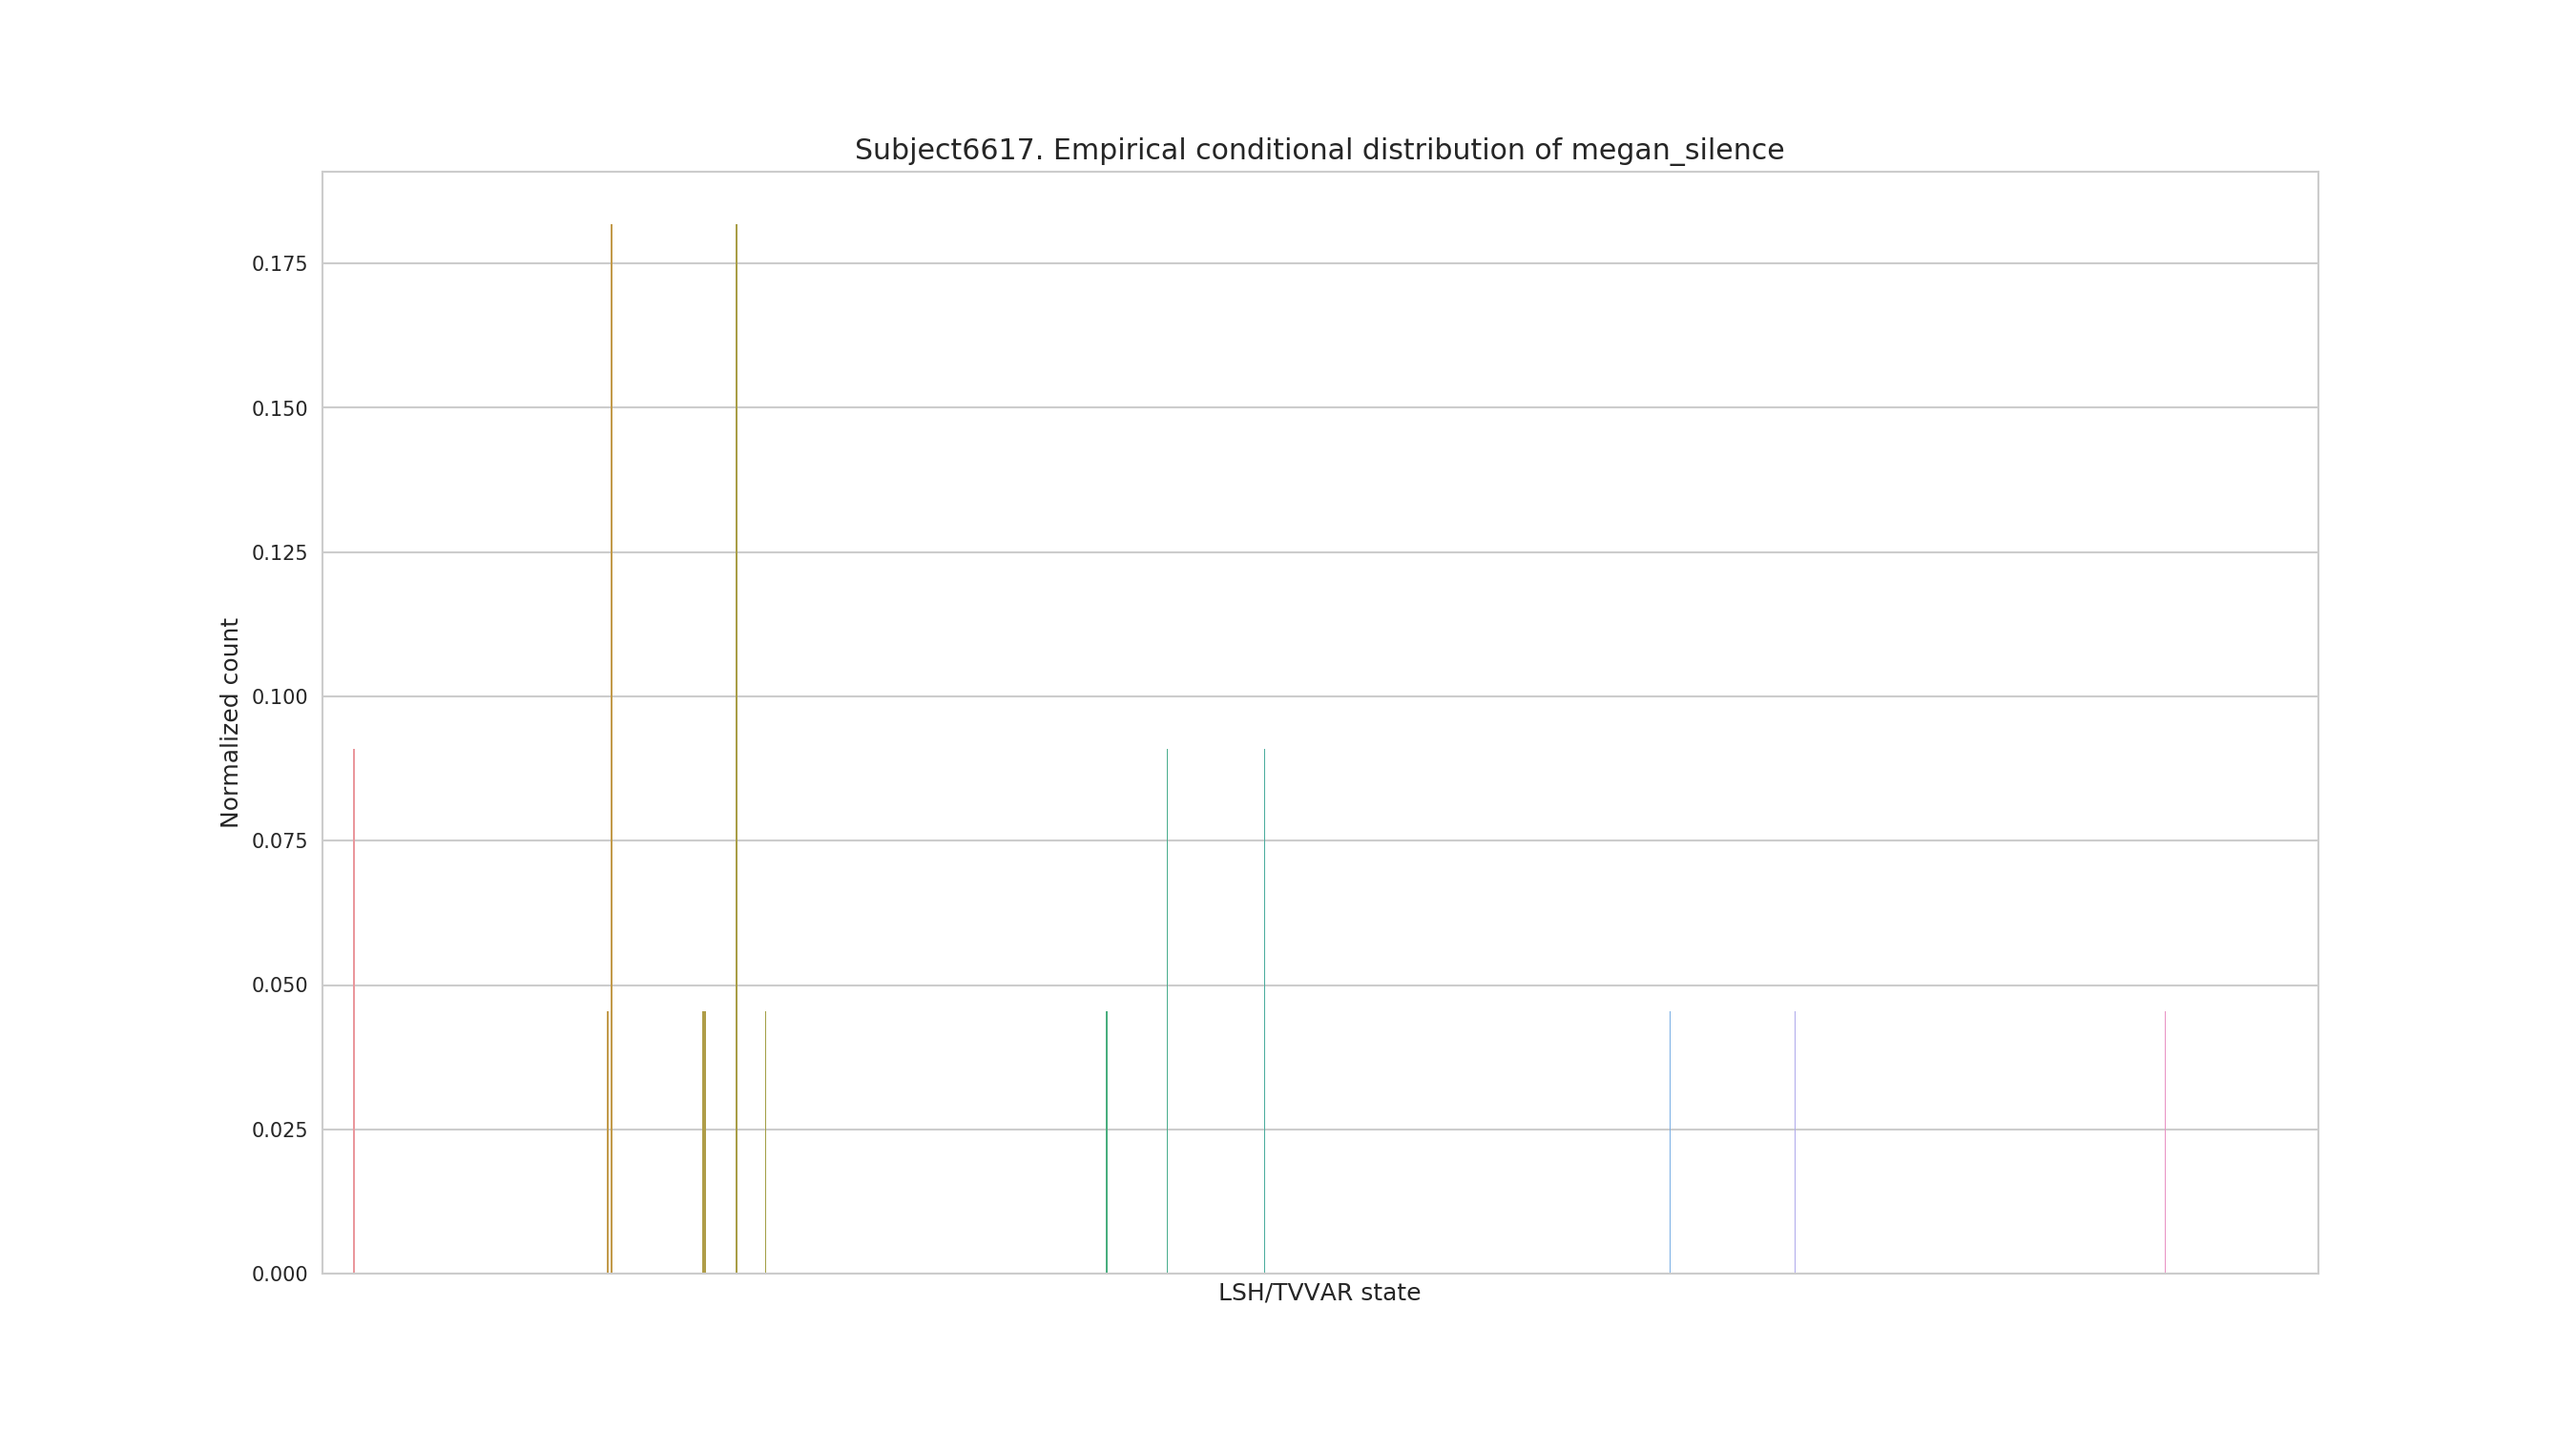 Subject6617. Empirical conditional distribution of megan_silence
0.175
0.150
0.125
0.100
0.075
0.050
0.025
0.000
Normalized count
LSH/TVVAR state